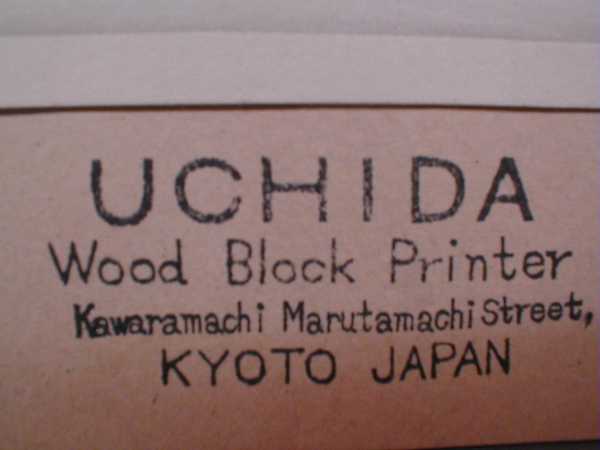 UCHIDA
Wood Block Printer
Kawaramachi Marutamachi Street,
KYOTO JAPAN